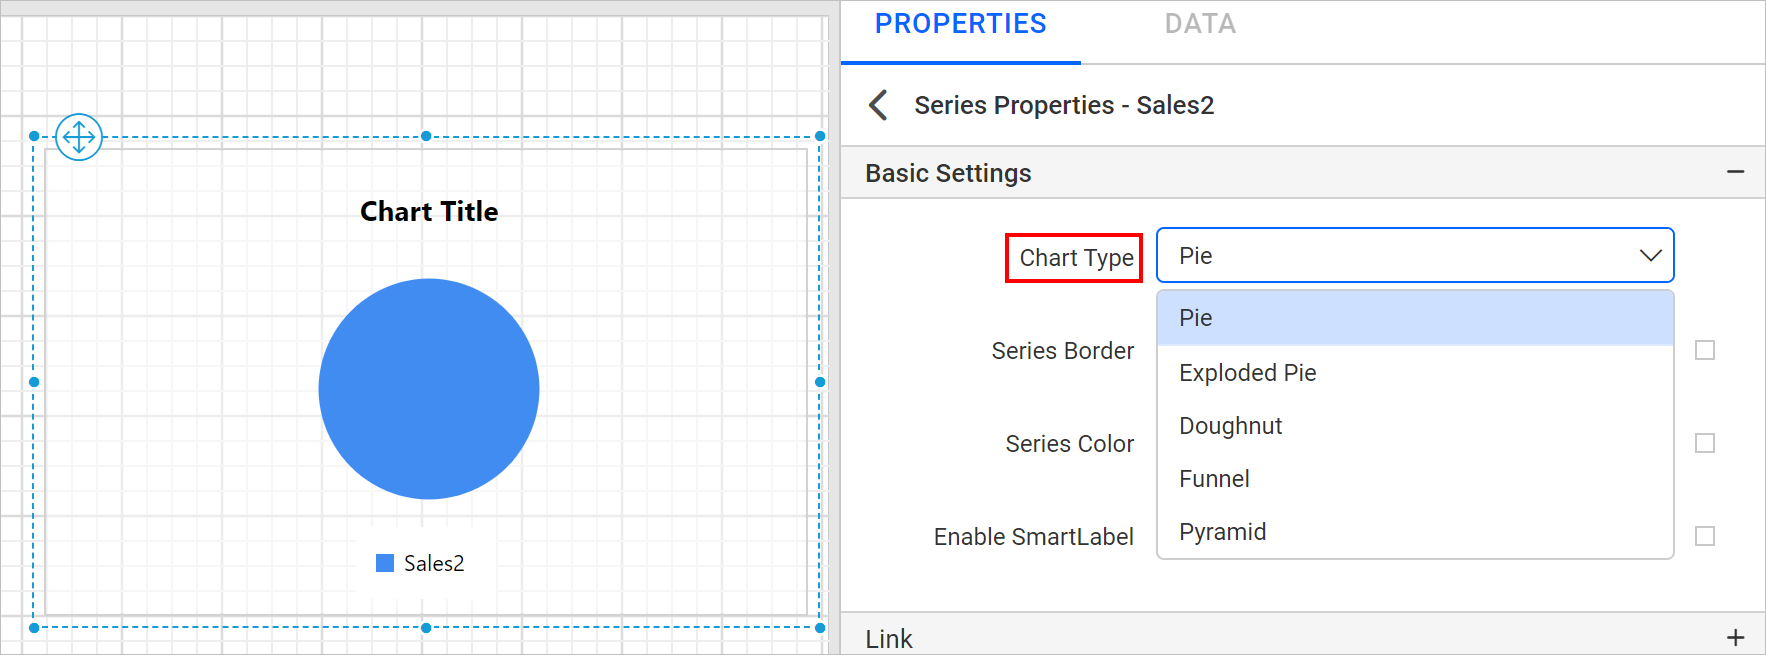 PROPERTIES
DATA
Series Properties - Sales2
Basic Settings
Chart Title
Sales2
Chart Type
Pie
Pie
Series Border
Exploded Pie
Doughnut
Series Color
Funnel
Enable SmartLabel
Pyramid
Link